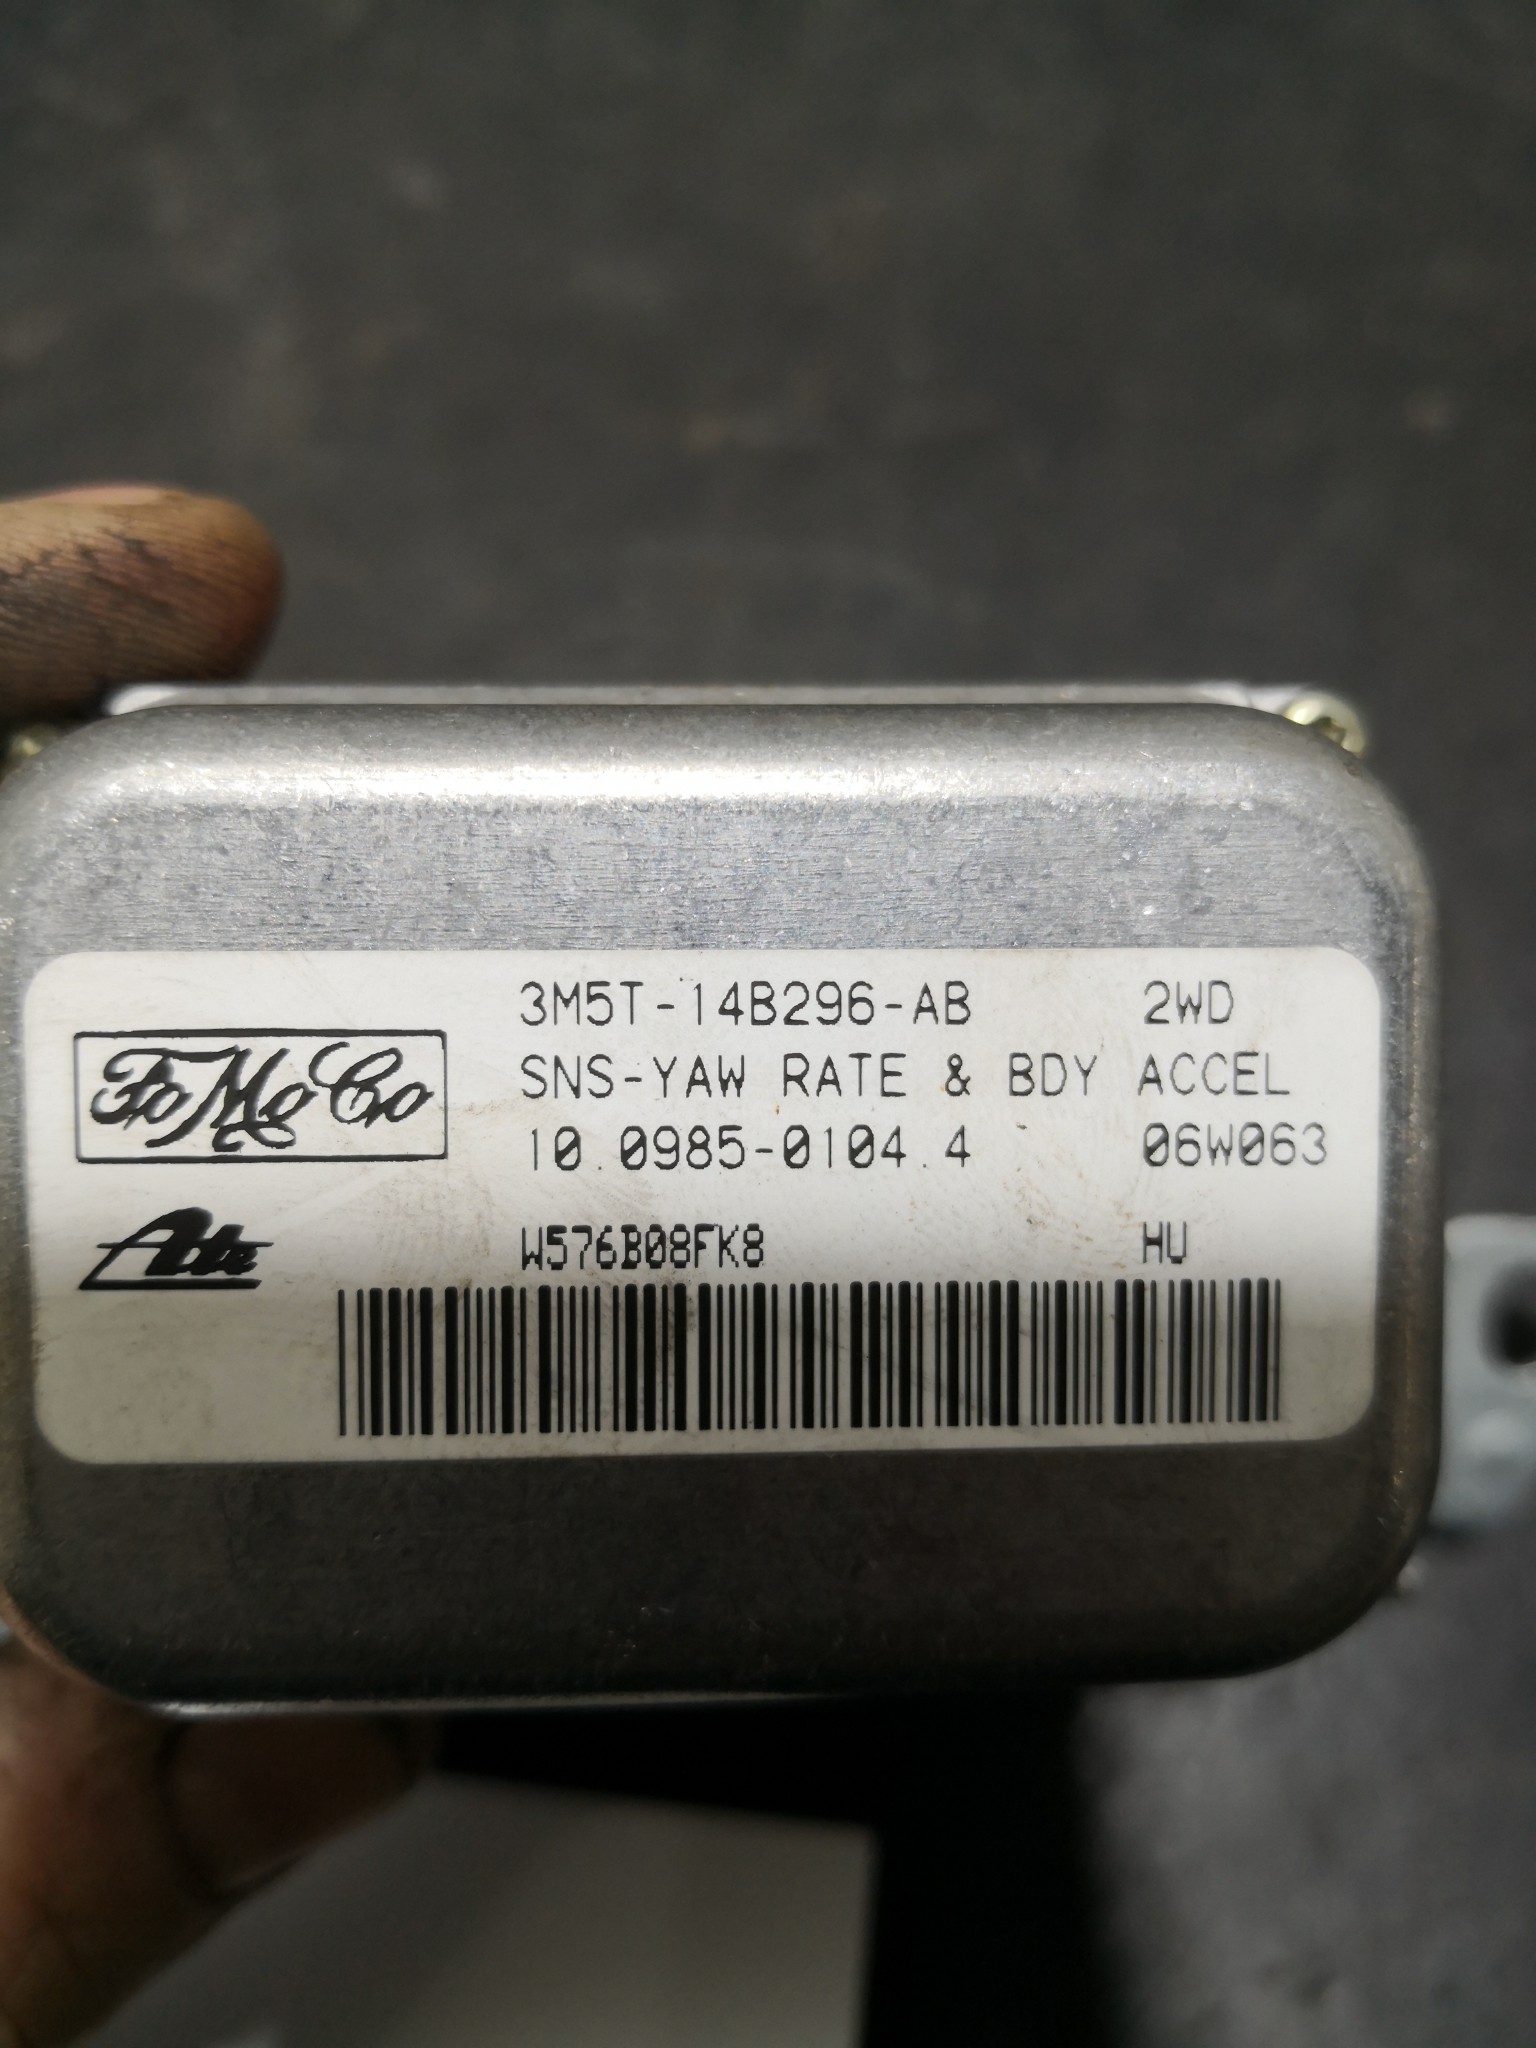 3M5T-14B296-AB 2WD
FoMoCo
SNS-YAW RATE & BDY ACCEL
10.0985-0104.4 06W063
Ate
W576B08FK8 HU